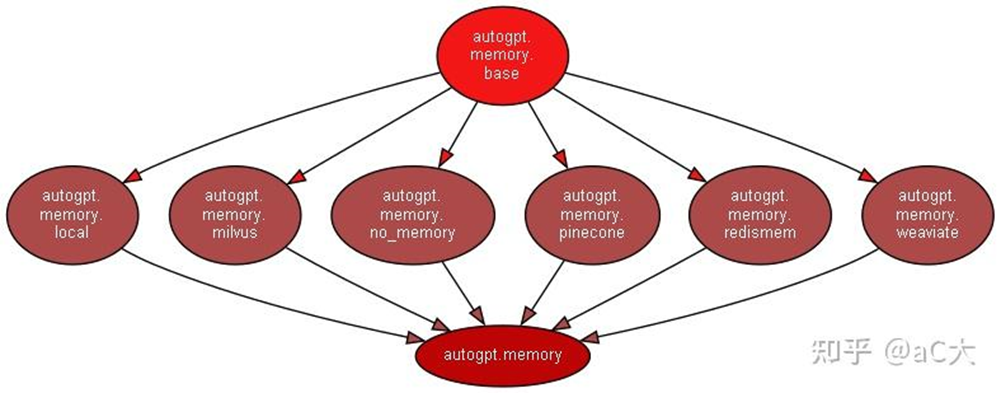 autogpt.
memory.
base
autogpt.
memory.
local
autogpt.
memory.
milvus
autogpt.
memory.
no_memory
autogpt.
memory.
pinecone
autogpt.
memory.
redismem
autogpt.
memory.
weaviate
autogpt.memory
知乎 @aC大